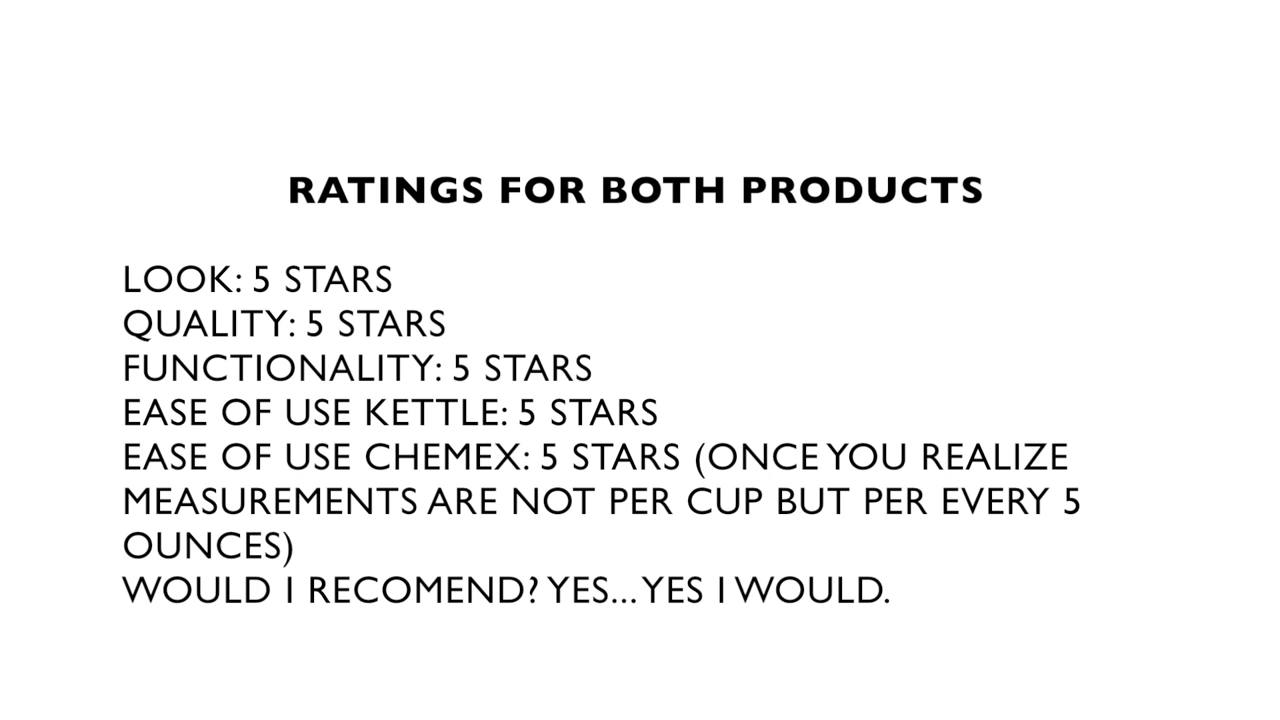 RATINGS FOR BOTH PRODUCTS
LOOK: 5 STARS
QUALITY: 5 STARS
FUNCTIONALITY: 5 STARS
EASE OF USE KETTLE: 5 STARS
EASE OF USE CHEMEX: 5 STARS (ONCE YOU REALIZE
MEASUREMENTS ARE NOT PER CUP BUT PER EVERY 5
OUNCES)
WOULD I RECOMEND? YES... YES I WOULD.